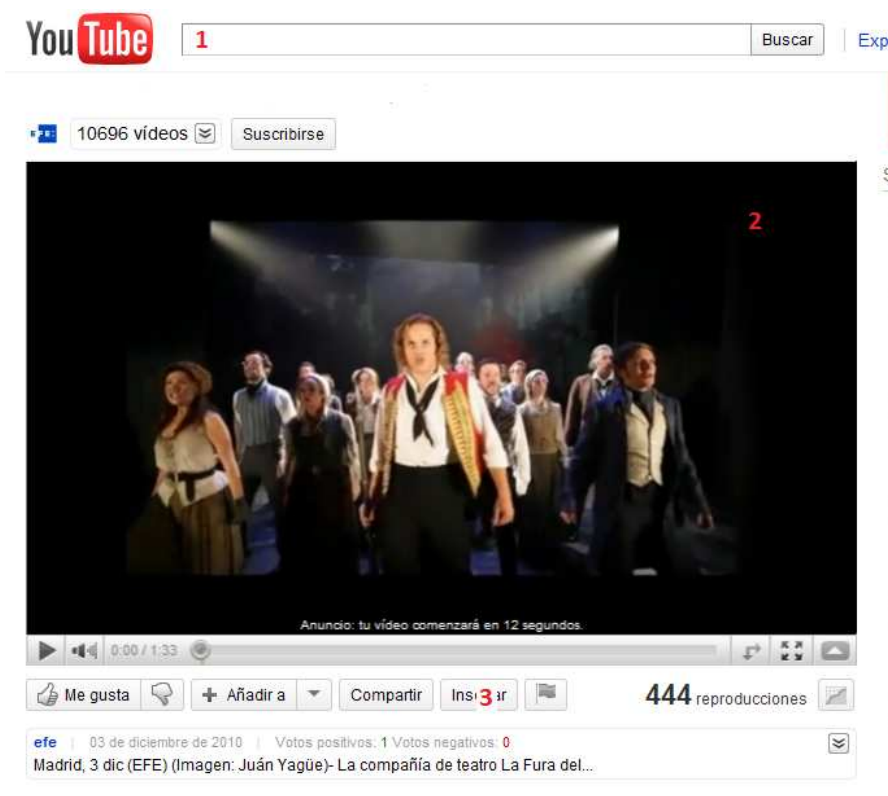 You Tube 1 Buscar Exp
10696 vídeos Suscribirse
2
Anuncio: tu vídeo comenzará en 12 segundos.
0:00 / 1:33
Me gusta Añadir a Compartir 3 444 reproducciones
efe | 03 de diciembre de 2010 | Votos positivos: 1 Votos negativos: 0
Madrid, 3 dic (EFE) (Imagen: Juán Yagüe)- La compañía de teatro La Fura del...